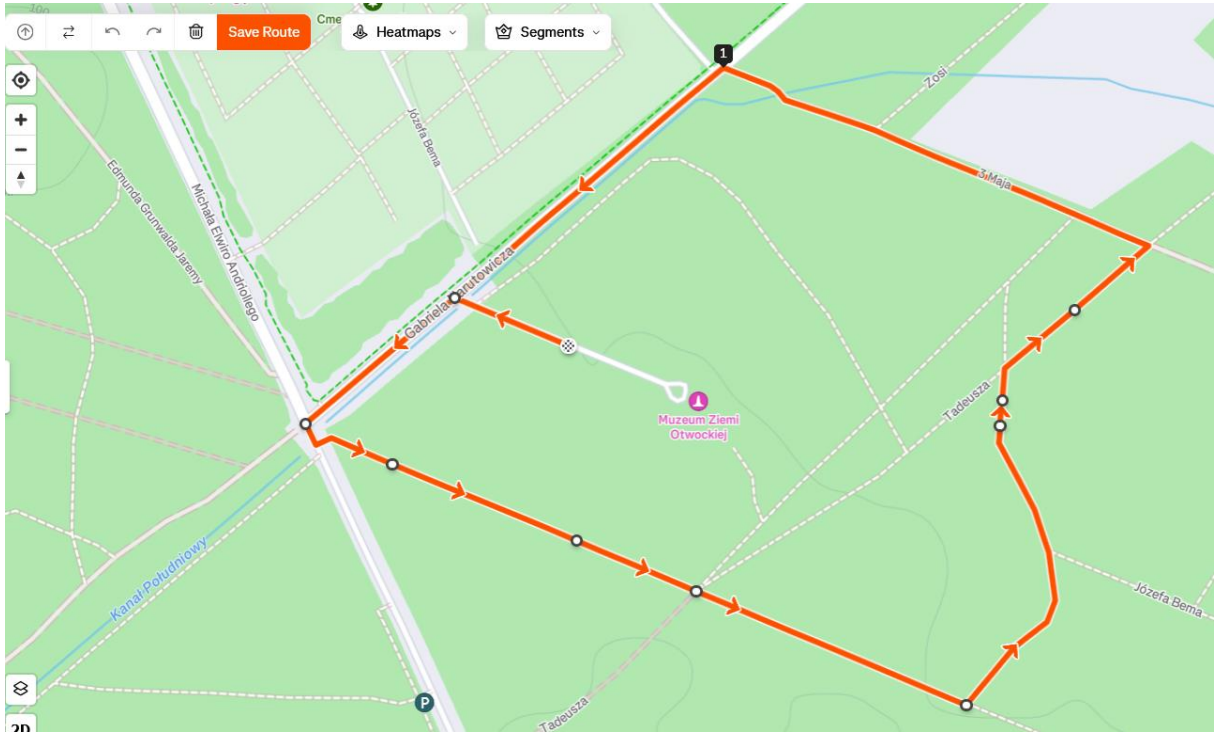 100
Cme
Save Route
Heatmaps
Segments
1
Zosi
Józefa Bema
3 Maja
Edmunda Grunwalda Jaremy
Michała Elwiro Andriollego
Gabriela Narutowicza
Muzeum Ziemi
Otwockiej
Tadeusza
Kanał Południowy
Józefa Bema
P
Tadeusza
2D